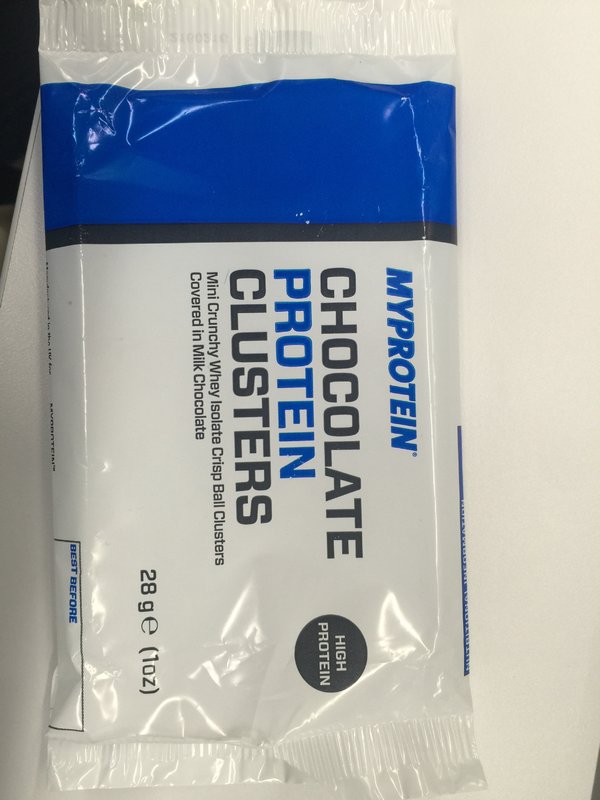 MYPROTEIN®
CHOCOLATE
PROTEIN
CLUSTERS
Mini Crunchy Whey Isolate Crisp Ball Clusters
Covered in Milk Chocolate
HIGH
PROTEIN
28 g ℮ (1oz)
BEST BEFORE
MYPROTEIN™